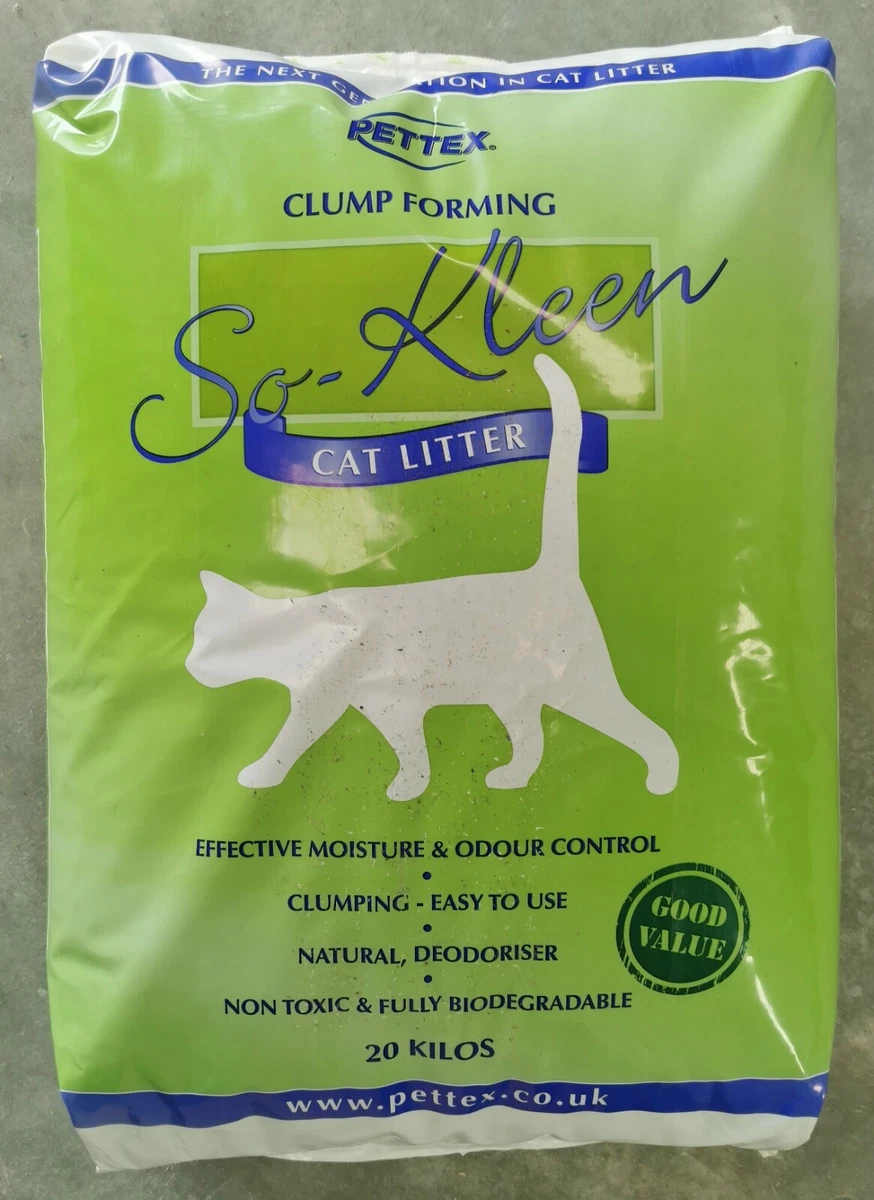 THE NEXT GE TION IN CAT LITTER
PETTEX®
CLUMP FORMING
So-Kleen
CAT LITTER
EFFECTIVE MOISTURE & ODOUR CONTROL
•
CLUMPING - EASY TO USE
•
NATURAL, DEODORISER
•
NON TOXIC & FULLY BIODEGRADABLE
GOOD
VALUE
20 KILOS
www.pettex.co.uk